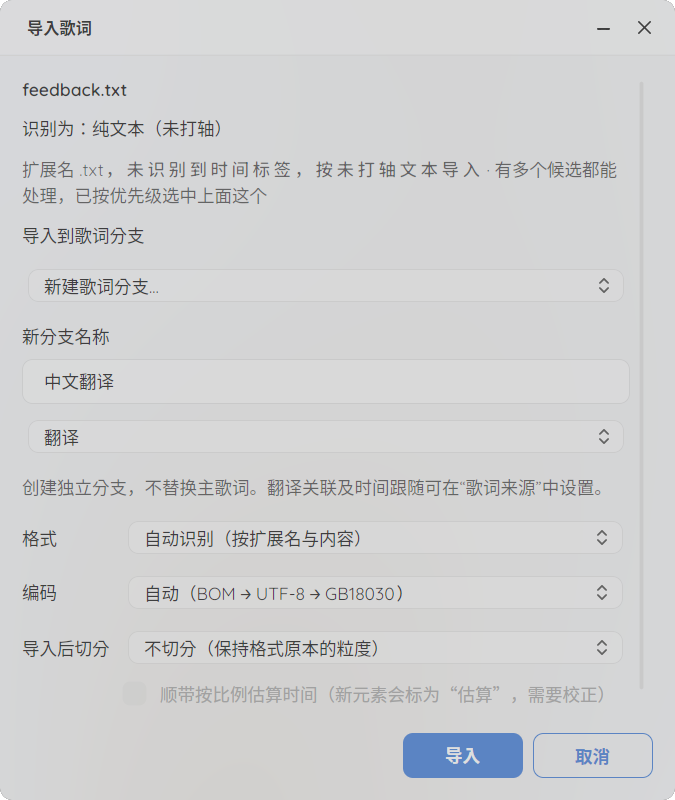 导入歌词
feedback.txt
识别为：纯文本（未打轴）
扩展名 .txt，未识别到时间标签，按未打轴文本导入 · 有多个候选都能
处理，已按优先级选中上面这个
导入到歌词分支
新建歌词分支...
新分支名称
中文翻译
翻译
创建独立分支，不替换主歌词。翻译关联及时间跟随可在“歌词来源”中设置。
格式 自动识别（按扩展名与内容）
编码 自动（BOM → UTF-8 → GB18030）
导入后切分 不切分（保持格式原本的粒度）
顺带按比例估算时间（新元素会标为“估算”，需要校正）
导入 取消